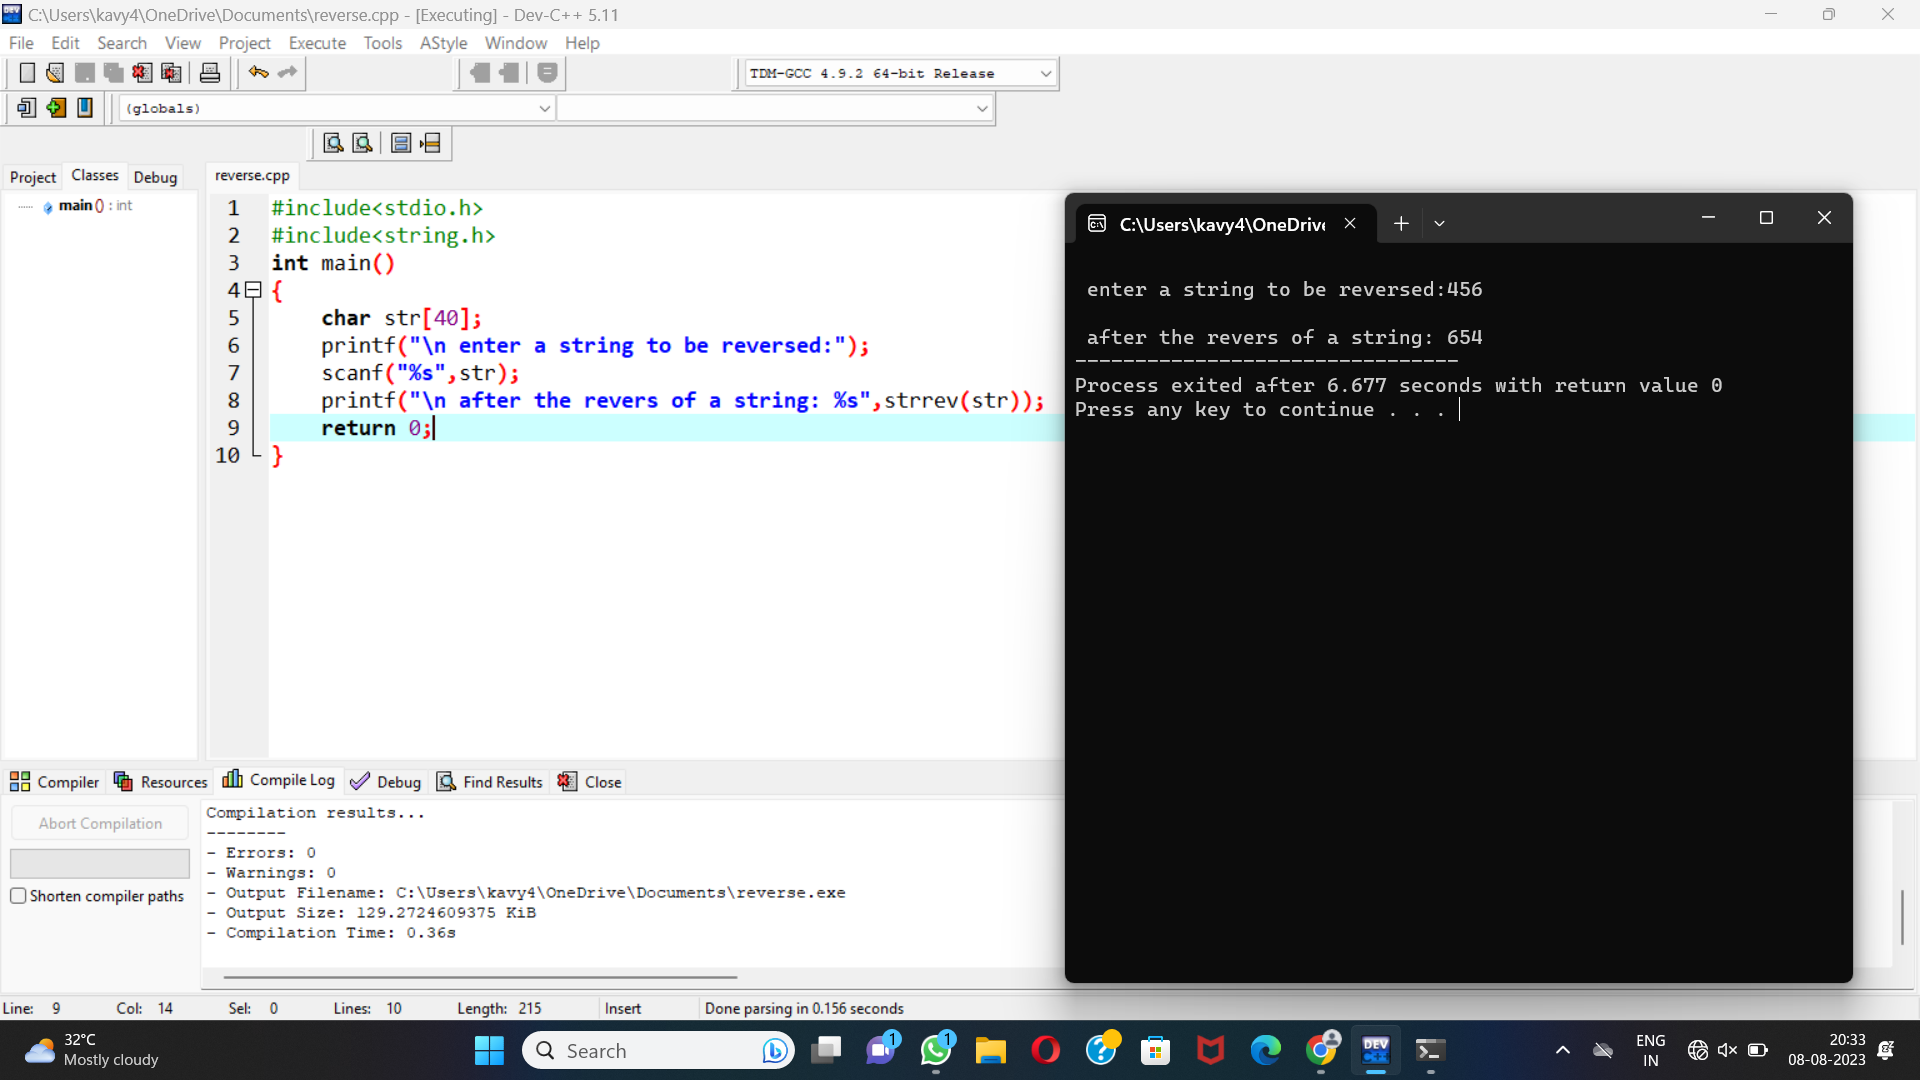 C:\Users\kavy4\OneDrive\Documents\reverse.cpp - [Executing] - Dev-C++ 5.11
File Edit Search View Project Execute Tools AStyle Window Help
TDM-GCC 4.9.2 64-bit Release
(globals)
Project Classes Debug
main () : int
reverse.cpp
1 #include<stdio.h>
2 #include<string.h>
3 int main()
4 {
5 char str[40];
6 printf("\n enter a string to be reversed:");
7 scanf("%s",str);
8 printf("\n after the revers of a string: %s",strrev(str));
9 return 0;
10 }
C:\Users\kavy4\OneDrive
enter a string to be reversed:456
after the revers of a string: 654
--------------------------------
Process exited after 6.677 seconds with return value 0
Press any key to continue . . .
Compiler Resources Compile Log Debug Find Results Close
Abort Compilation
Shorten compiler paths
Compilation results...
--------
- Errors: 0
- Warnings: 0
- Output Filename: C:\Users\kavy4\OneDrive\Documents\reverse.exe
- Output Size: 129.2724609375 KiB
- Compilation Time: 0.36s
Line: 9 Col: 14 Sel: 0 Lines: 10 Length: 215 Insert Done parsing in 0.156 seconds
32°C
Mostly cloudy
Search
1
1
DEV
C++
ENG
IN
20:33
08-08-2023